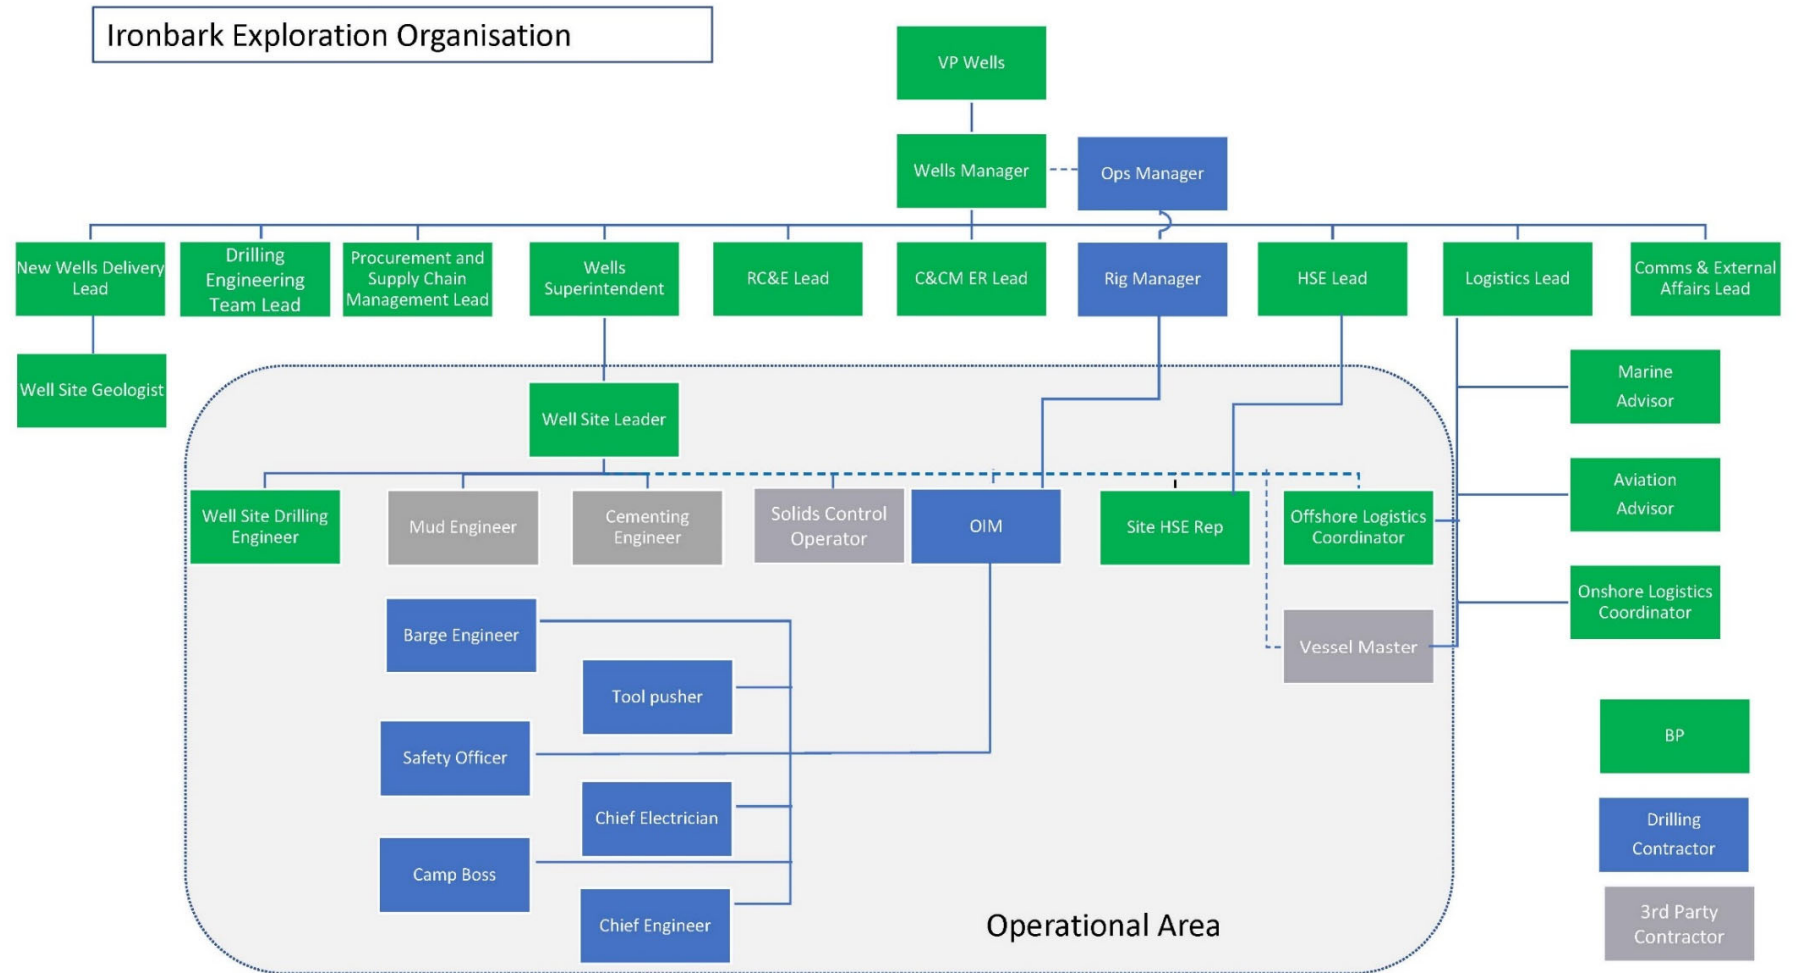 Ironbark Exploration Organisation
VP Wells
Wells Manager
Ops Manager
New Wells Delivery
Lead
Drilling
Engineering
Team Lead
Procurement and
Supply Chain
Management Lead
Wells
Superintendent
RC&E Lead
C&CM ER Lead
Rig Manager
HSE Lead
Logistics Lead
Comms & External
Affairs Lead
Well Site Geologist
Well Site Leader
Marine
Advisor
Aviation
Advisor
Onshore Logistics
Coordinator
Well Site Drilling
Engineer
Mud Engineer
Cementing
Engineer
Solids Control
Operator
OIM
Site HSE Rep
Offshore Logistics
Coordinator
Vessel Master
Barge Engineer
Tool pusher
Safety Officer
Chief Electrician
Camp Boss
Chief Engineer
Operational Area
BP
Drilling
Contractor
3rd Party
Contractor